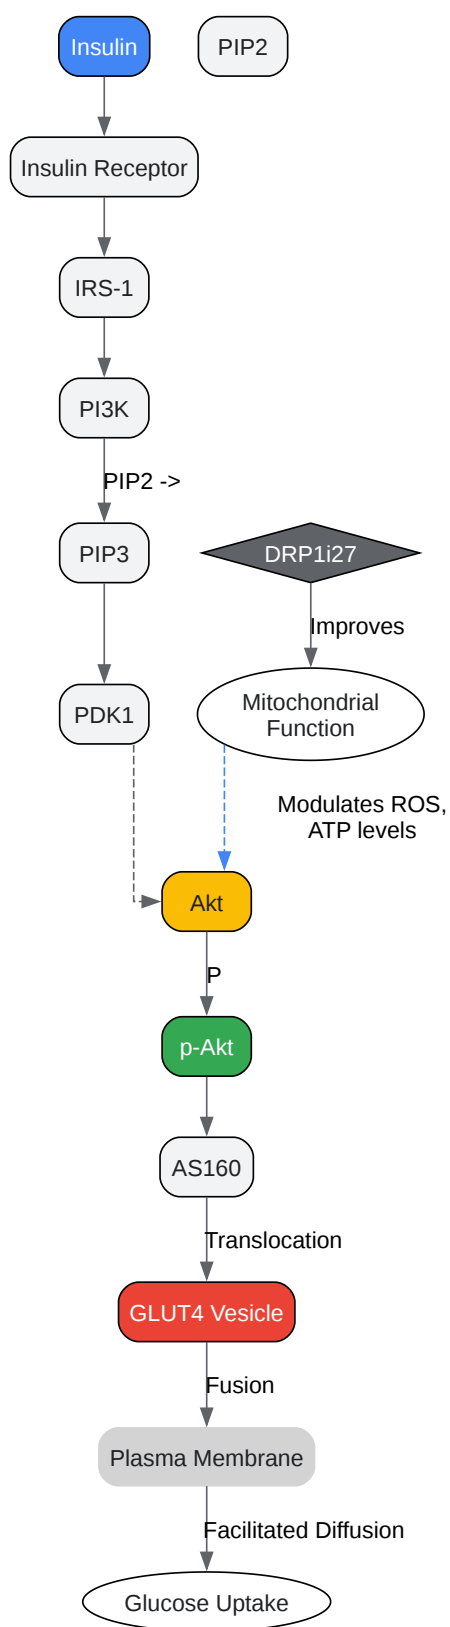 Insulin
PIP2
Insulin Receptor
IRS-1
PI3K
PIP2 ->
PIP3
DRP1i27
Improves
PDK1
Mitochondrial
Function
Modulates ROS,
ATP levels
Akt
P
p-Akt
AS160
Translocation
GLUT4 Vesicle
Fusion
Plasma Membrane
Facilitated Diffusion
Glucose Uptake